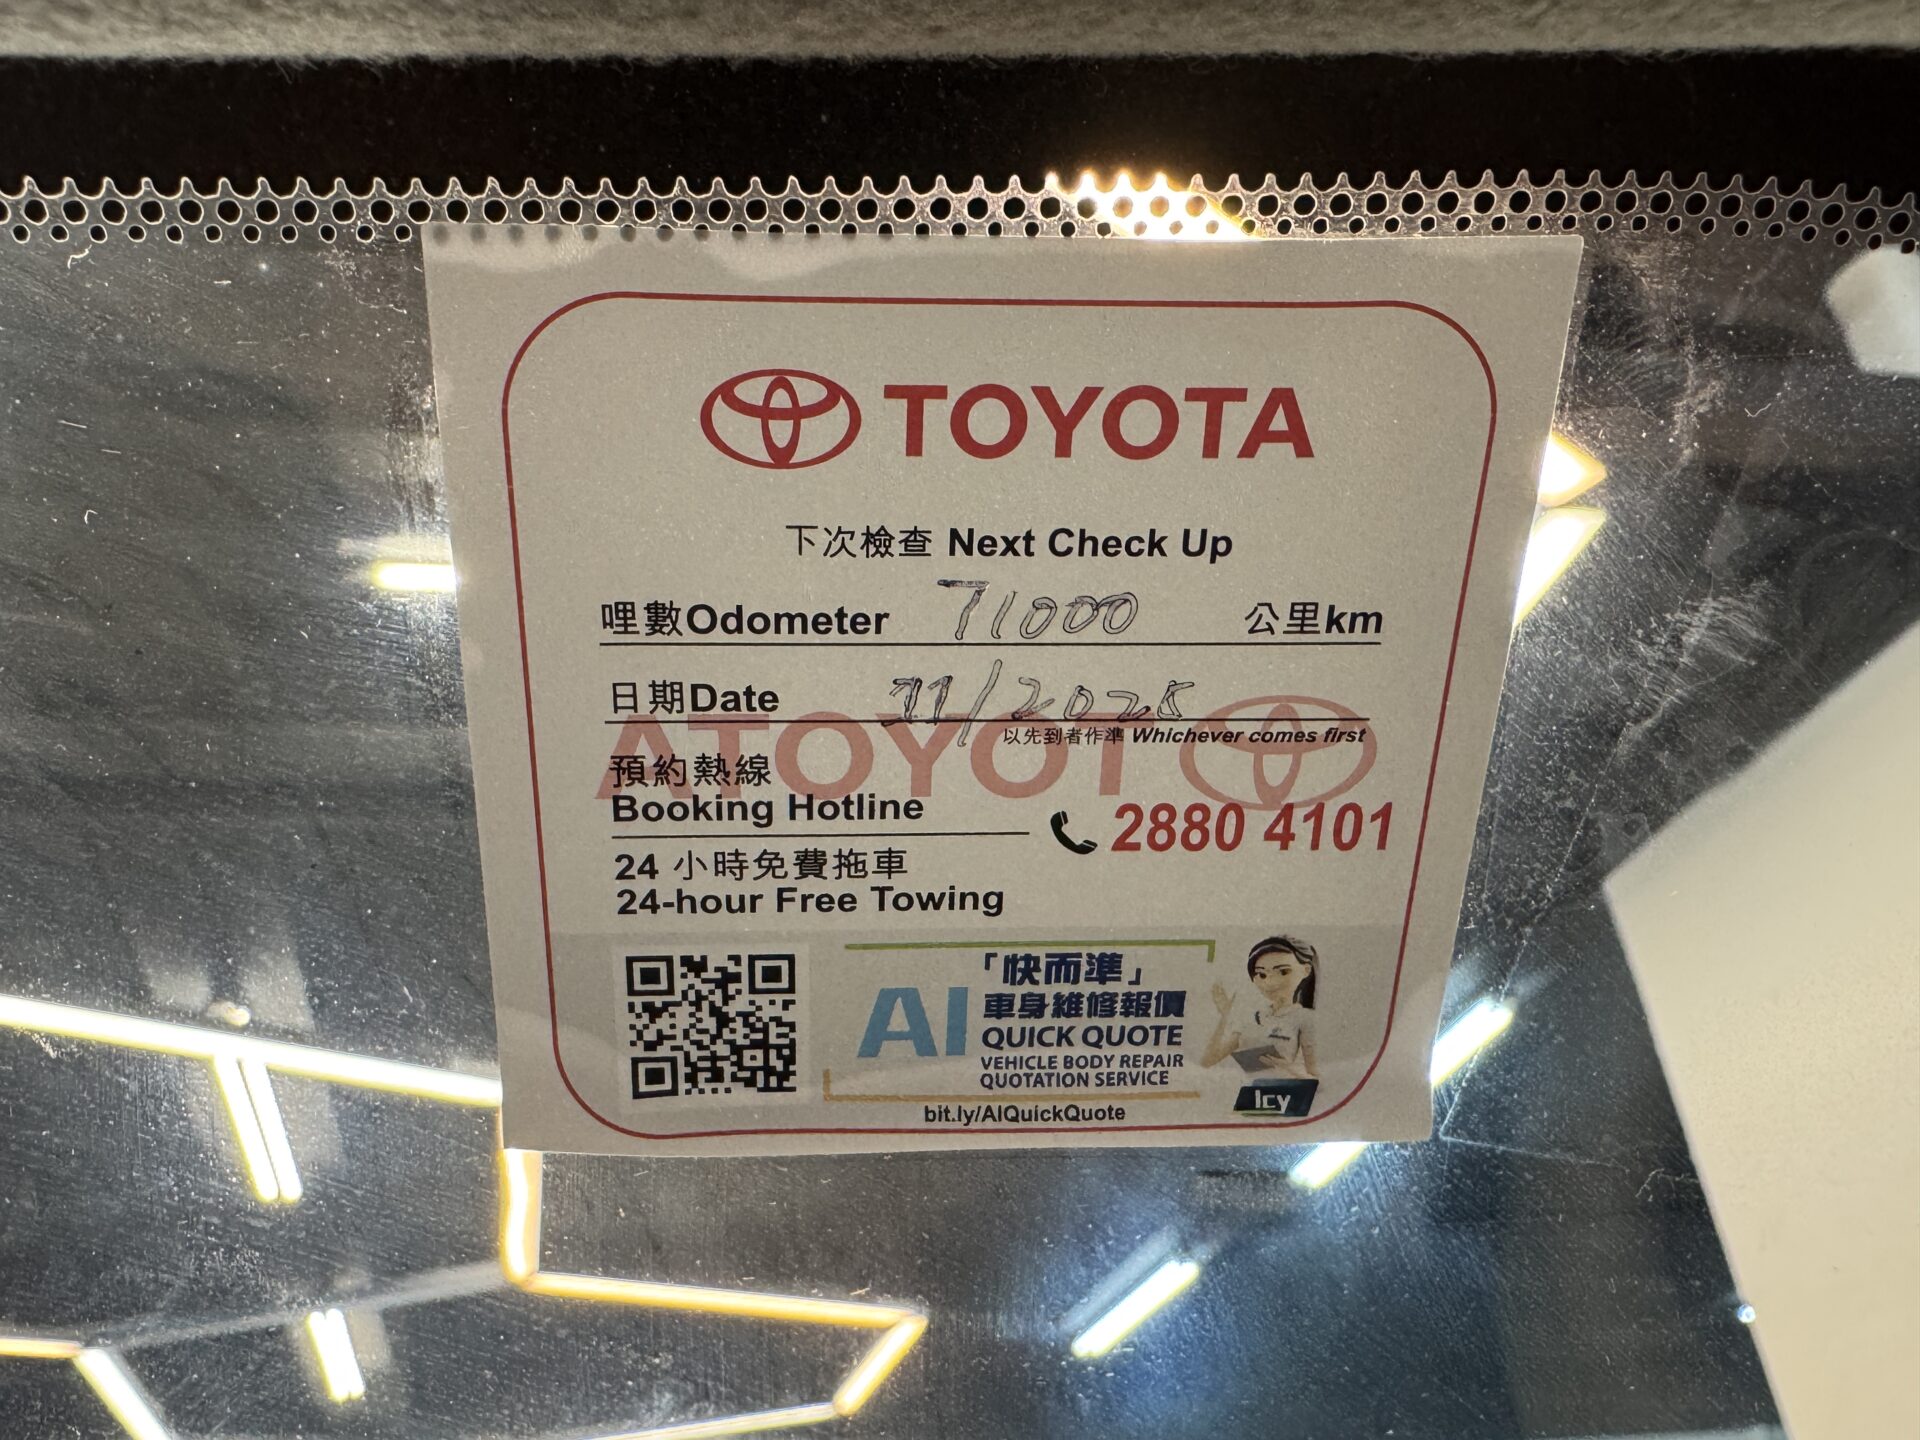 TOYOTA
下次檢查 Next Check Up
哩數Odometer 71000 公里km
日期Date 11/2025
以先到者作準 Whichever comes first
TOYOTA
預約熱線
Booking Hotline
2880 4101
24 小時免費拖車
24-hour Free Towing
AI
「快而準」
車身維修報價
QUICK QUOTE
VEHICLE BODY REPAIR
QUOTATION SERVICE
Icy
bit.ly/AIQuickQuote